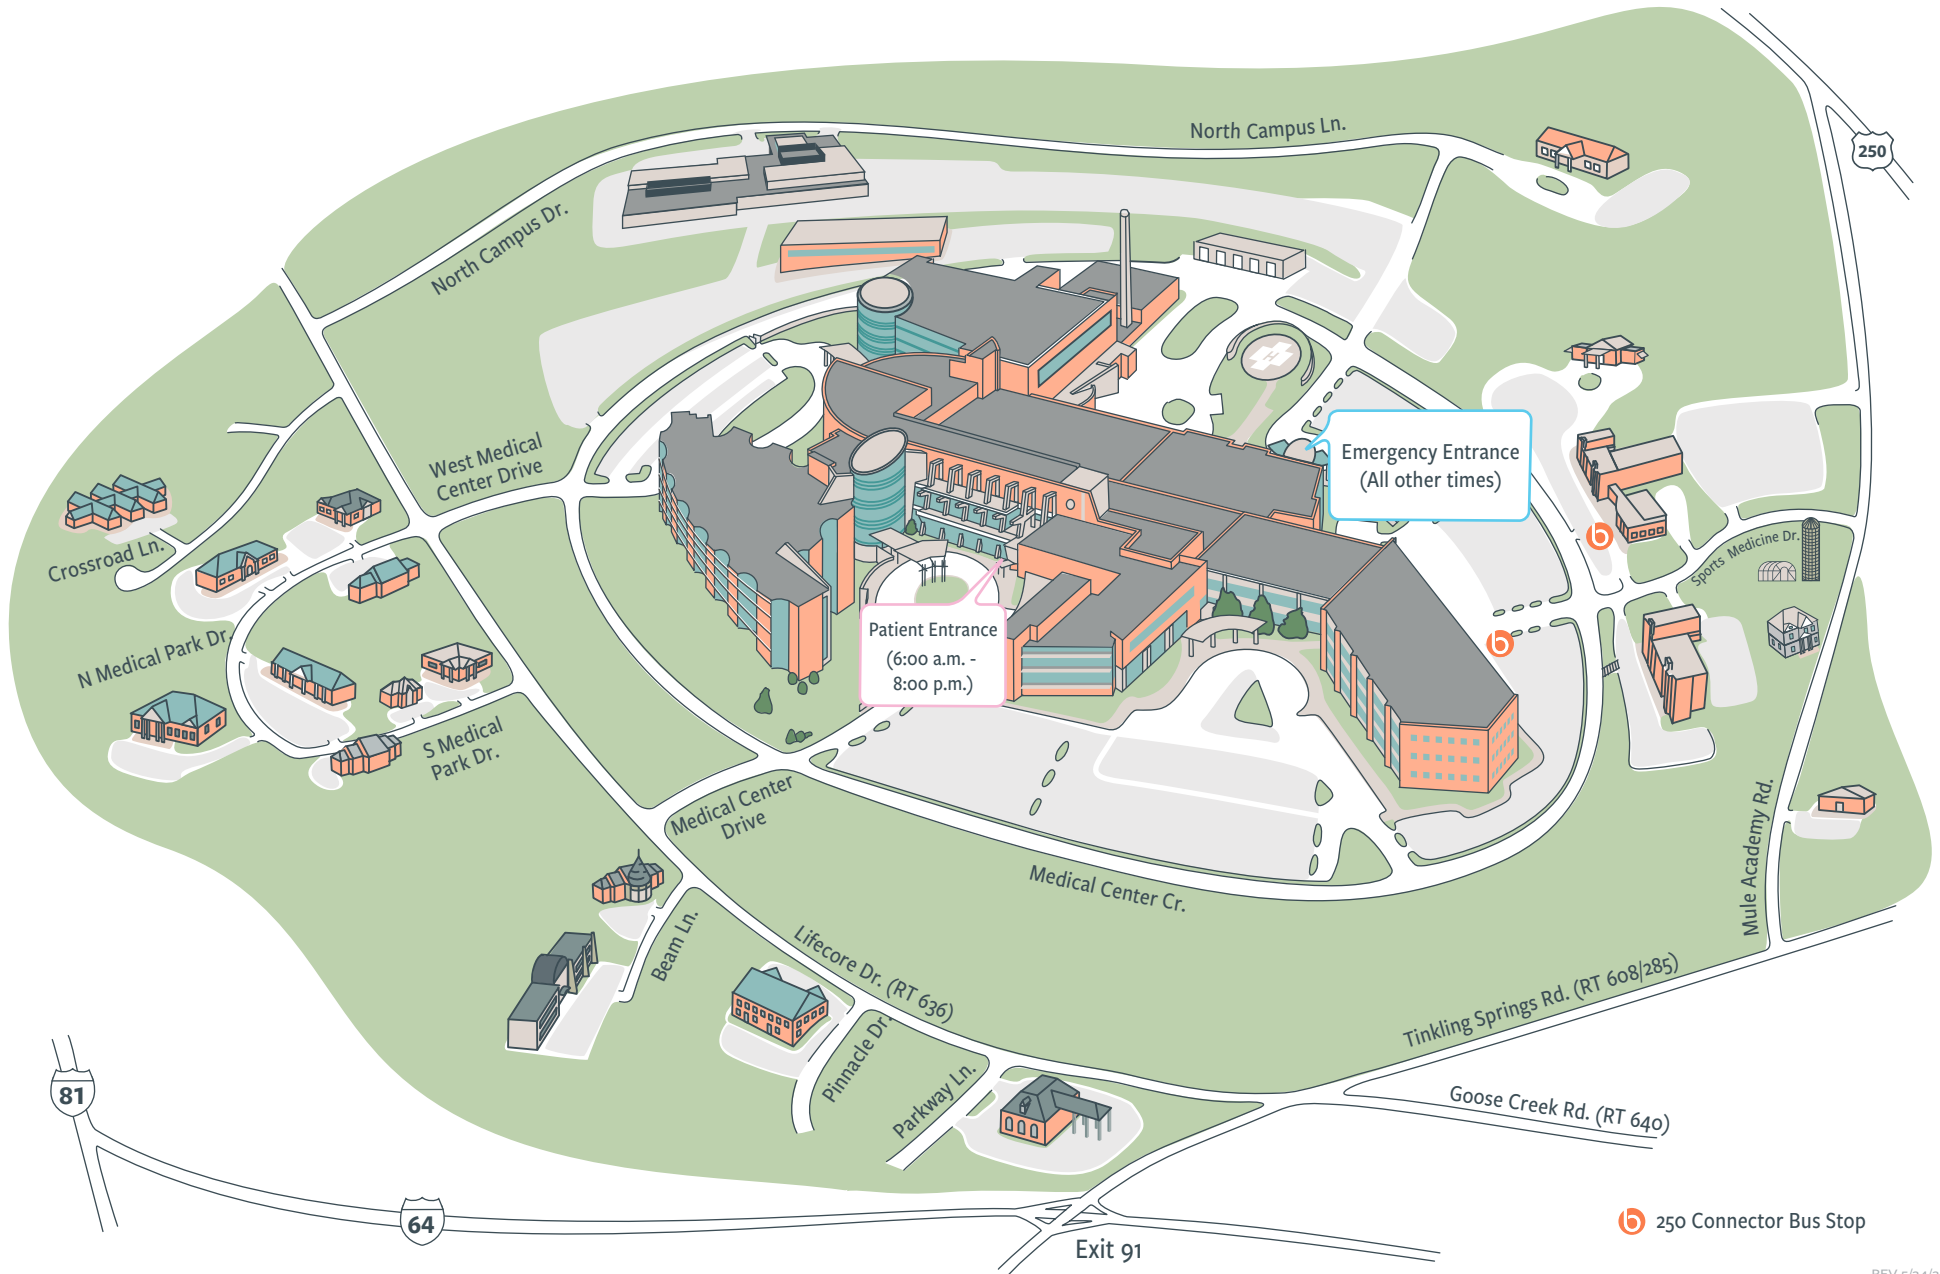 North Campus Ln.
250
North Campus Dr.
Emergency Entrance
(All other times)
West Medical
Center Drive
Crossroad Ln.
Sports Medicine Dr.
N Medical Park Dr.
Patient Entrance
(6:00 a.m. -
8:00 p.m.)
H
b
b
S Medical
Park Dr.
Medical Center
Drive
Medical Center Cr.
Mule Academy Rd.
Beam Ln.
Lifecore Dr. (RT 636)
Pinnacle Dr.
Parkway Ln.
Tinkling Springs Rd. (RT 608/285)
Goose Creek Rd. (RT 640)
81
64
Exit 91
b 250 Connector Bus Stop